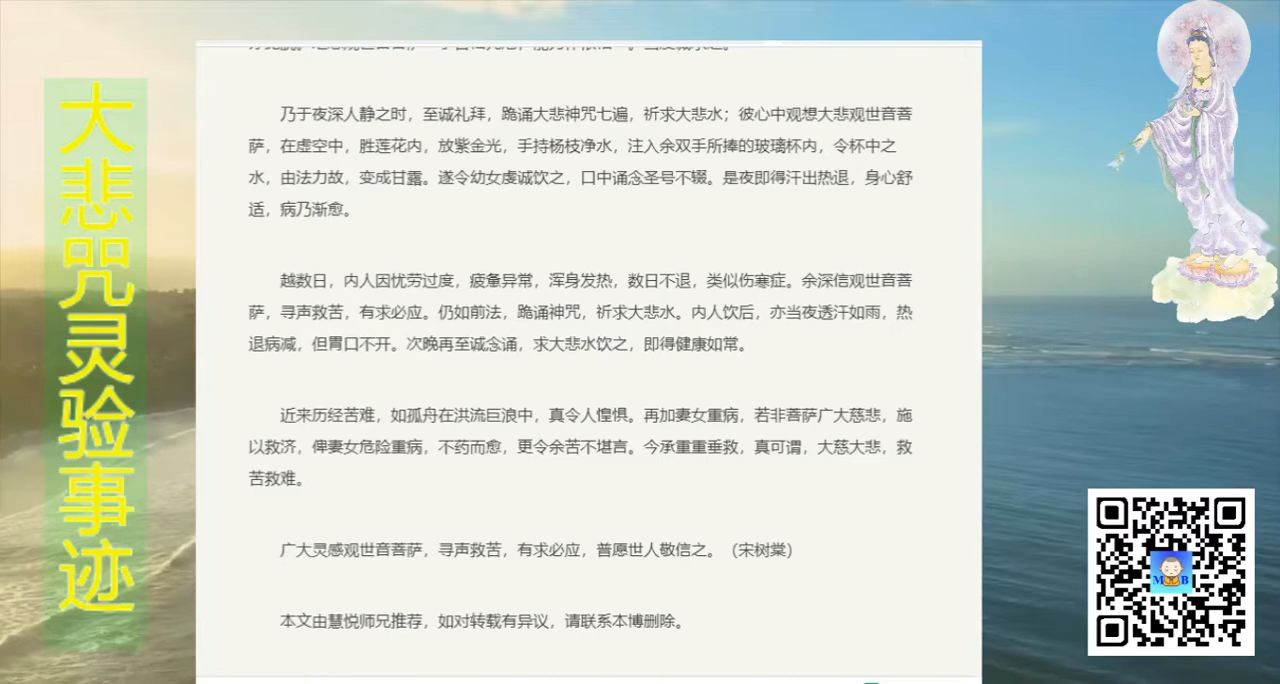 大悲咒灵验事迹
乃于夜深人静之时，至诚礼拜，跪诵大悲神咒七遍，祈求大悲水；彼心中观想大悲观世音菩
萨，在虚空中，胜莲花内，放紫金光，手持杨枝净水，注入余双手所捧的玻璃杯内，令杯中之
水，由法力故，变成甘露。遂令幼女虔诚饮之，口中诵念圣号不辍。是夜即得汗出热退，身心舒
适，病乃渐愈。
越数日，内人因忧劳过度，疲惫异常，浑身发热，数日不退，类似伤寒症。余深信观世音菩
萨，寻声救苦，有求必应。仍如前法，跪诵神咒，祈求大悲水。内人饮后，亦当夜透汗如雨，热
退病减，但胃口不开。次晚再至诚念诵，求大悲水饮之，即得健康如常。
近来历经苦难，如孤舟在洪流巨浪中，真令人惶惧。再加妻女重病，若非菩萨广大慈悲，施
以救济，俾妻女危险重病，不药而愈，更令余苦不堪言。今承重重垂救，真可谓，大慈大悲，救
苦救难。
广大灵感观世音菩萨，寻声救苦，有求必应，普愿世人敬信之。（宋树棠）
本文由慧悦师兄推荐，如对转载有异议，请联系本博删除。
M B